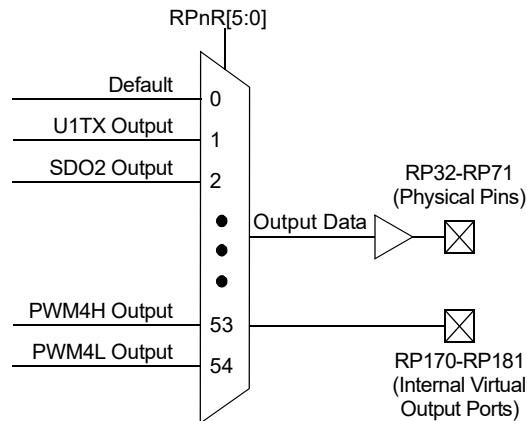 RPnR[5:0]
Default
0
U1TX Output
1
SDO2 Output
2
RP32-RP71
(Physical Pins)
Output Data
PWM4H Output
53
PWM4L Output
54
RP170-RP181
(Internal Virtual
Output Ports)